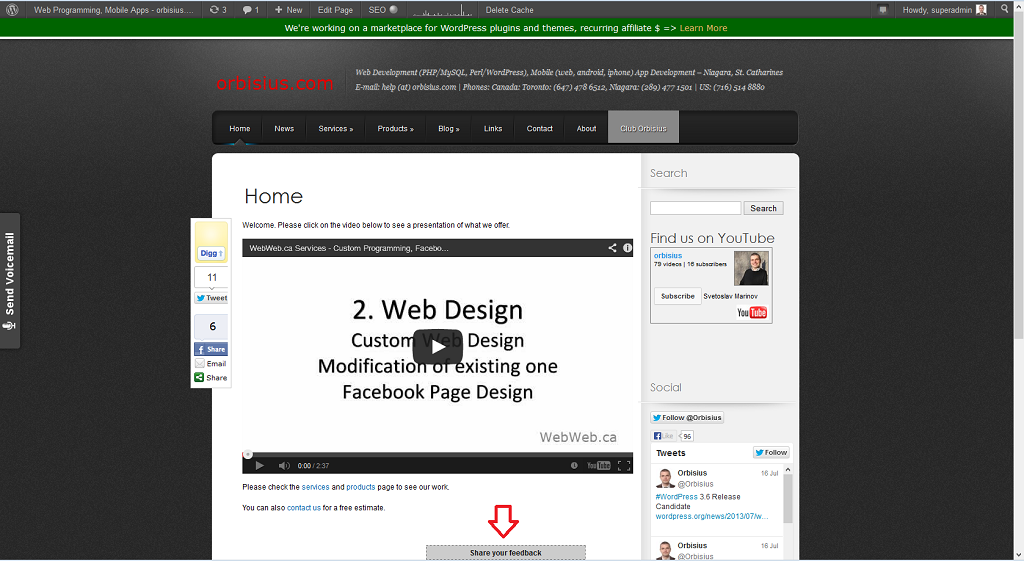 Web Programming, Mobile Apps - orbisius.... 3 1 New Edit Page SEO Delete Cache Howdy, superadmin
We're working on a marketplace for WordPress plugins and themes, recurring affiliate $ => Learn More
orbisius.com
Web Development (PHP/MySQL, Perl/WordPress), Mobile (web, android, iphone) App Development – Niagara, St. Catharines
E-mail: help (at) orbisius.com | Phones: Canada: Toronto: (647) 478 6512, Niagara: (289) 477 1501 | US: (716) 514 8880
Home News Services » Products » Blog » Links Contact About Club Orbisius
Home
Welcome. Please click on the video below to see a presentation of what we offer.
Send Voicemail
Digg
11
Tweet
6
Share
Email
Share
WebWeb.ca Services - Custom Programming, Facebo...
2. Web Design
Custom Web Design
Modification of existing one
Facebook Page Design
WebWeb.ca
0:00 / 2:37 YouTube
Please check the services and products page to see our work.
You can also contact us for a free estimate.
Share your feedback
Search
Search
Find us on YouTube
orbisius
79 videos | 16 subscribers
Subscribe Svetoslav Marinov
YouTube
Social
Follow @Orbisius
Like 96
Tweets Follow
Orbisius 16 Jul
@Orbisius
#WordPress 3.6 Release
Candidate
wordpress.org/news/2013/07/w...
Orbisius 16 Jul
@Orbisius